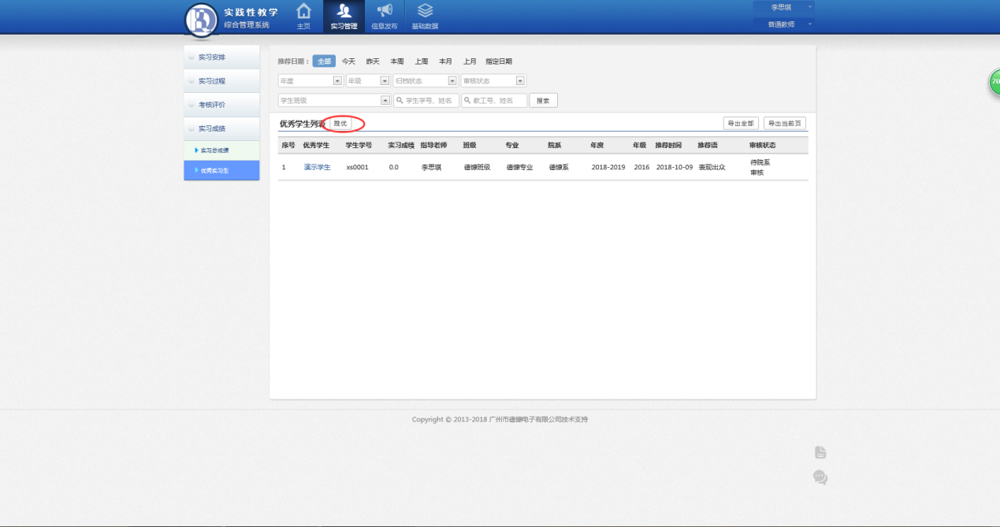 实践性教学
综合管理系统
主页
实习管理
信息发布
基础数据
李思琪
普通教师
70
实习安排
实习过程
考核评价
实习成绩
实习总成绩
优秀实习生
推荐日期: 全部 今天 昨天 本周 上周 本月 上月 指定日期
年度 年级 归档状态 审核状态
学生班级 学生学号、姓名 教工号、姓名 搜索
优秀学生列表 推优 导出全部 导出当前页
序号 优秀学生 学生学号 实习成绩 指导老师 班级 专业 院系 年度 年级 推荐时间 推荐语 审核状态
1 演示学生 xs0001 0.0 李思琪 德慷班级 德慷专业 德慷系 2018-2019 2016 2018-10-09 表现出众 待院系
审核
Copyright © 2013-2018 广州市德慷电子有限公司技术支持